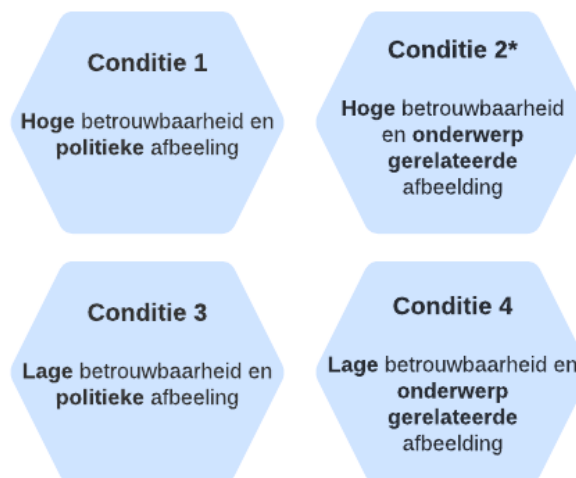 Conditie 1
Hoge betrouwbaarheid en
politieke afbeeling
Conditie 2*
Hoge betrouwbaarheid
en onderwerp
gerelateerde
afbeelding
Conditie 3
Lage betrouwbaarheid en
politieke afbeeling
Conditie 4
Lage betrouwbaarheid en
onderwerp
gerelateerde
afbeelding